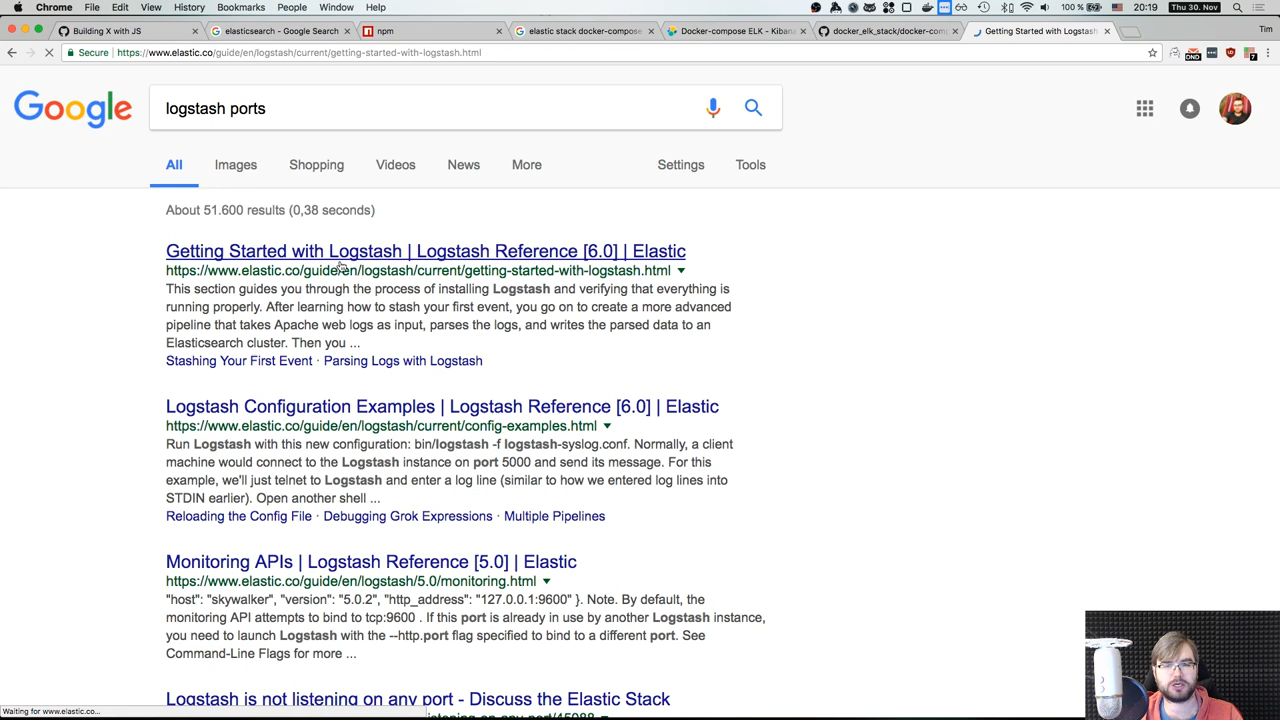 Chrome File Edit View History Bookmarks People Window Help 100 % Thu 30. Nov 20:19
Building X with JS elasticsearch - Google Search npm elastic stack docker-compose Docker-compose ELK - Kibana docker_elk_stack/docker-com Getting Started with Logstash Tim
Secure https://www.elastic.co/guide/en/logstash/current/getting-started-with-logstash.html DND 7
Google logstash ports
All Images Shopping Videos News More Settings Tools
About 51.600 results (0,38 seconds)
Getting Started with Logstash | Logstash Reference [6.0] | Elastic
https://www.elastic.co/guide/en/logstash/current/getting-started-with-logstash.html
This section guides you through the process of installing Logstash and verifying that everything is
running properly. After learning how to stash your first event, you go on to create a more advanced
pipeline that takes Apache web logs as input, parses the logs, and writes the parsed data to an
Elasticsearch cluster. Then you ...
Stashing Your First Event · Parsing Logs with Logstash
Logstash Configuration Examples | Logstash Reference [6.0] | Elastic
https://www.elastic.co/guide/en/logstash/current/config-examples.html
Run Logstash with this new configuration: bin/logstash -f logstash-syslog.conf. Normally, a client
machine would connect to the Logstash instance on port 5000 and send its message. For this
example, we'll just telnet to Logstash and enter a log line (similar to how we entered log lines into
STDIN earlier). Open another shell ...
Reloading the Config File · Debugging Grok Expressions · Multiple Pipelines
Monitoring APIs | Logstash Reference [5.0] | Elastic
https://www.elastic.co/guide/en/logstash/5.0/monitoring.html
"host": "skywalker", "version": "5.0.2", "http_address": "127.0.0.1:9600" }. Note. By default, the
monitoring API attempts to bind to tcp:9600 . If this port is already in use by another Logstash instance,
you need to launch Logstash with the --http.port flag specified to bind to a different port. See
Command-Line Flags for more ...
Logstash is not listening on any port - Discuss the Elastic Stack
Waiting for www.elastic.co...